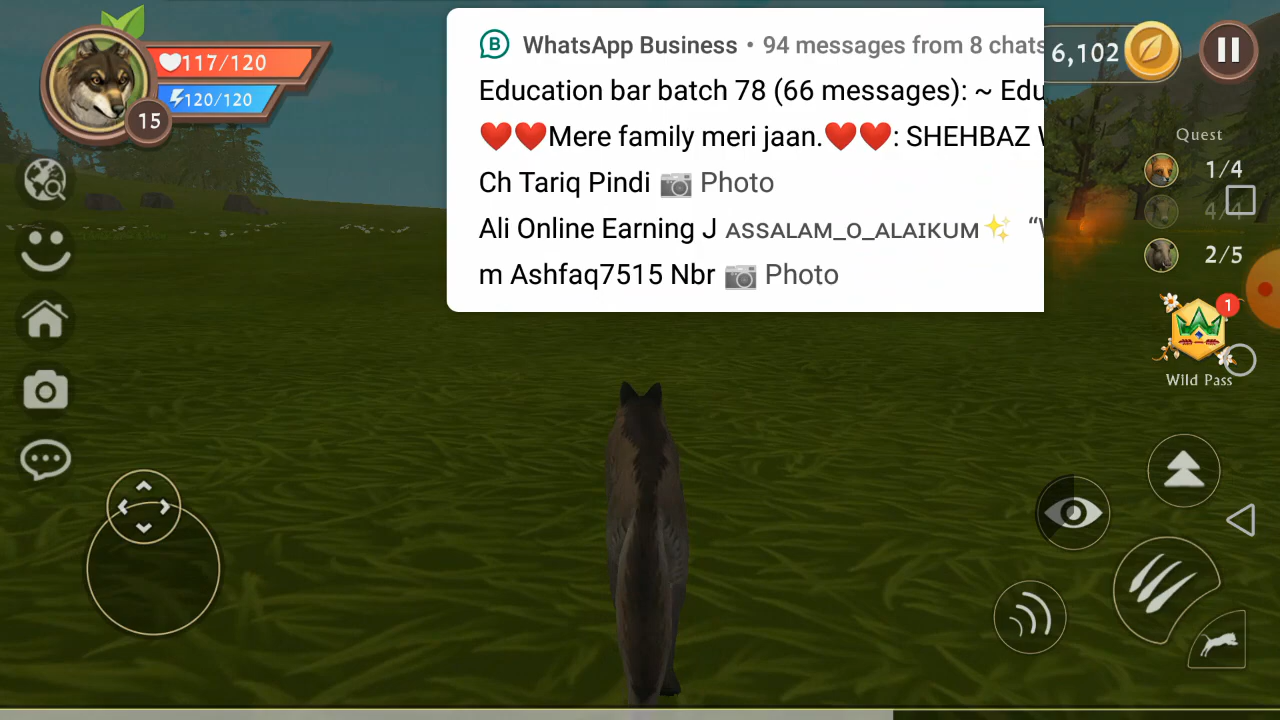 117/120
120/120
15
WhatsApp Business • 94 messages from 8 chats
Education bar batch 78 (66 messages): ~ Edu
❤️❤️Mere family meri jaan.❤️❤️: SHEHBAZ
Ch Tariq Pindi 📷 Photo
Ali Online Earning J ᴀssᴀʟᴀᴍ_ᴏ_ᴀʟᴀɪᴋᴜᴍ✨ “
m Ashfaq7515 Nbr 📷 Photo
6,102
Quest
1/4
4/4
2/5
1
Wild Pass